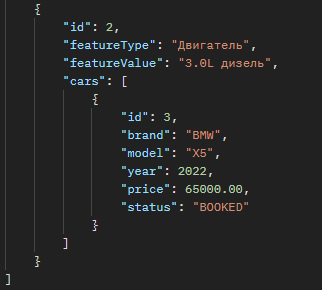 {
"id": 2,
"featureType": "Двигатель",
"featureValue": "3.0L дизель",
"cars": [
{
"id": 3,
"brand": "BMW",
"model": "X5",
"year": 2022,
"price": 65000.00,
"status": "BOOKED"
}
]
}
]